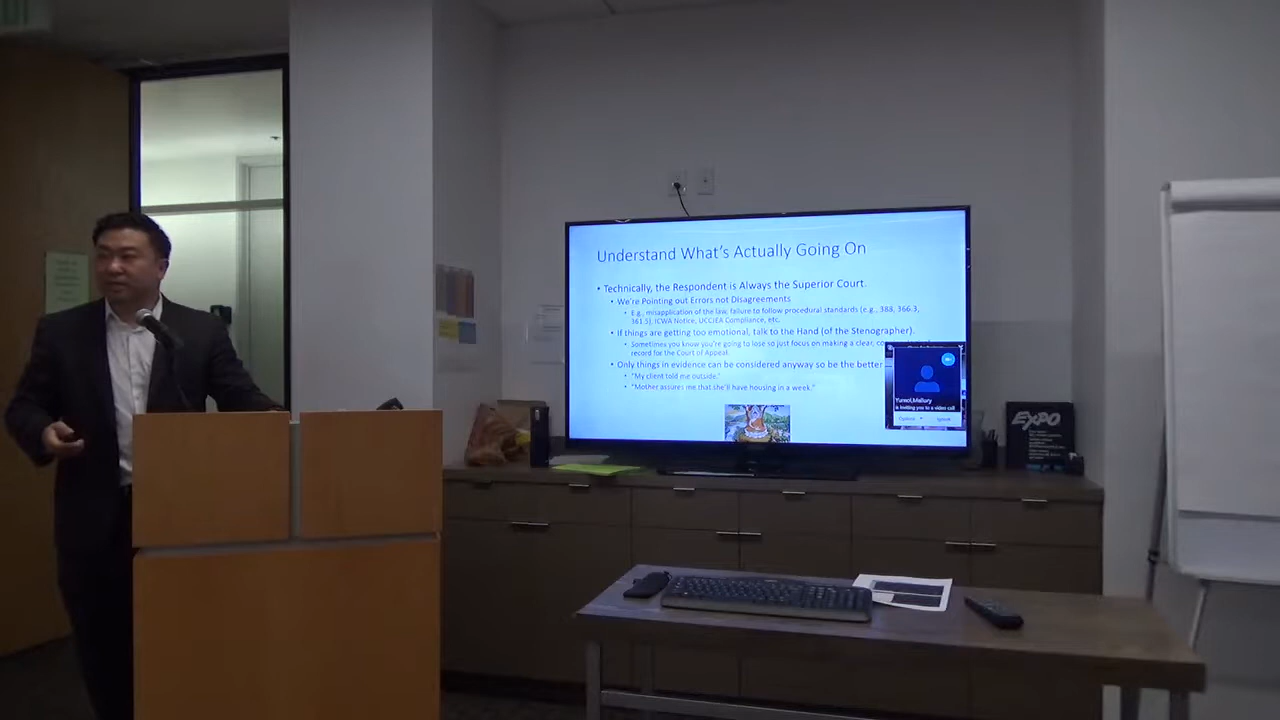 Understand What's Actually Going On
• Technically, the Respondent is Always the Superior Court.
• We're Pointing out Errors not Disagreements
• E.g., misapplication of the law, failure to follow procedural standards (e.g., 388, 366.3,
361.5), ICWA Notice, UCCJEA Compliance, etc.
• If things are getting too emotional, talk to the Hand (of the Stenographer).
• Sometimes you know you're going to lose so just focus on making a clear,
record for the Court of Appeal.
• Only things in evidence can be considered anyway so be the better
• "My client told me outside."
• "Mother assures me that she'll have housing in a week."
is inviting you to a video call
Options
Ignore
EXPO